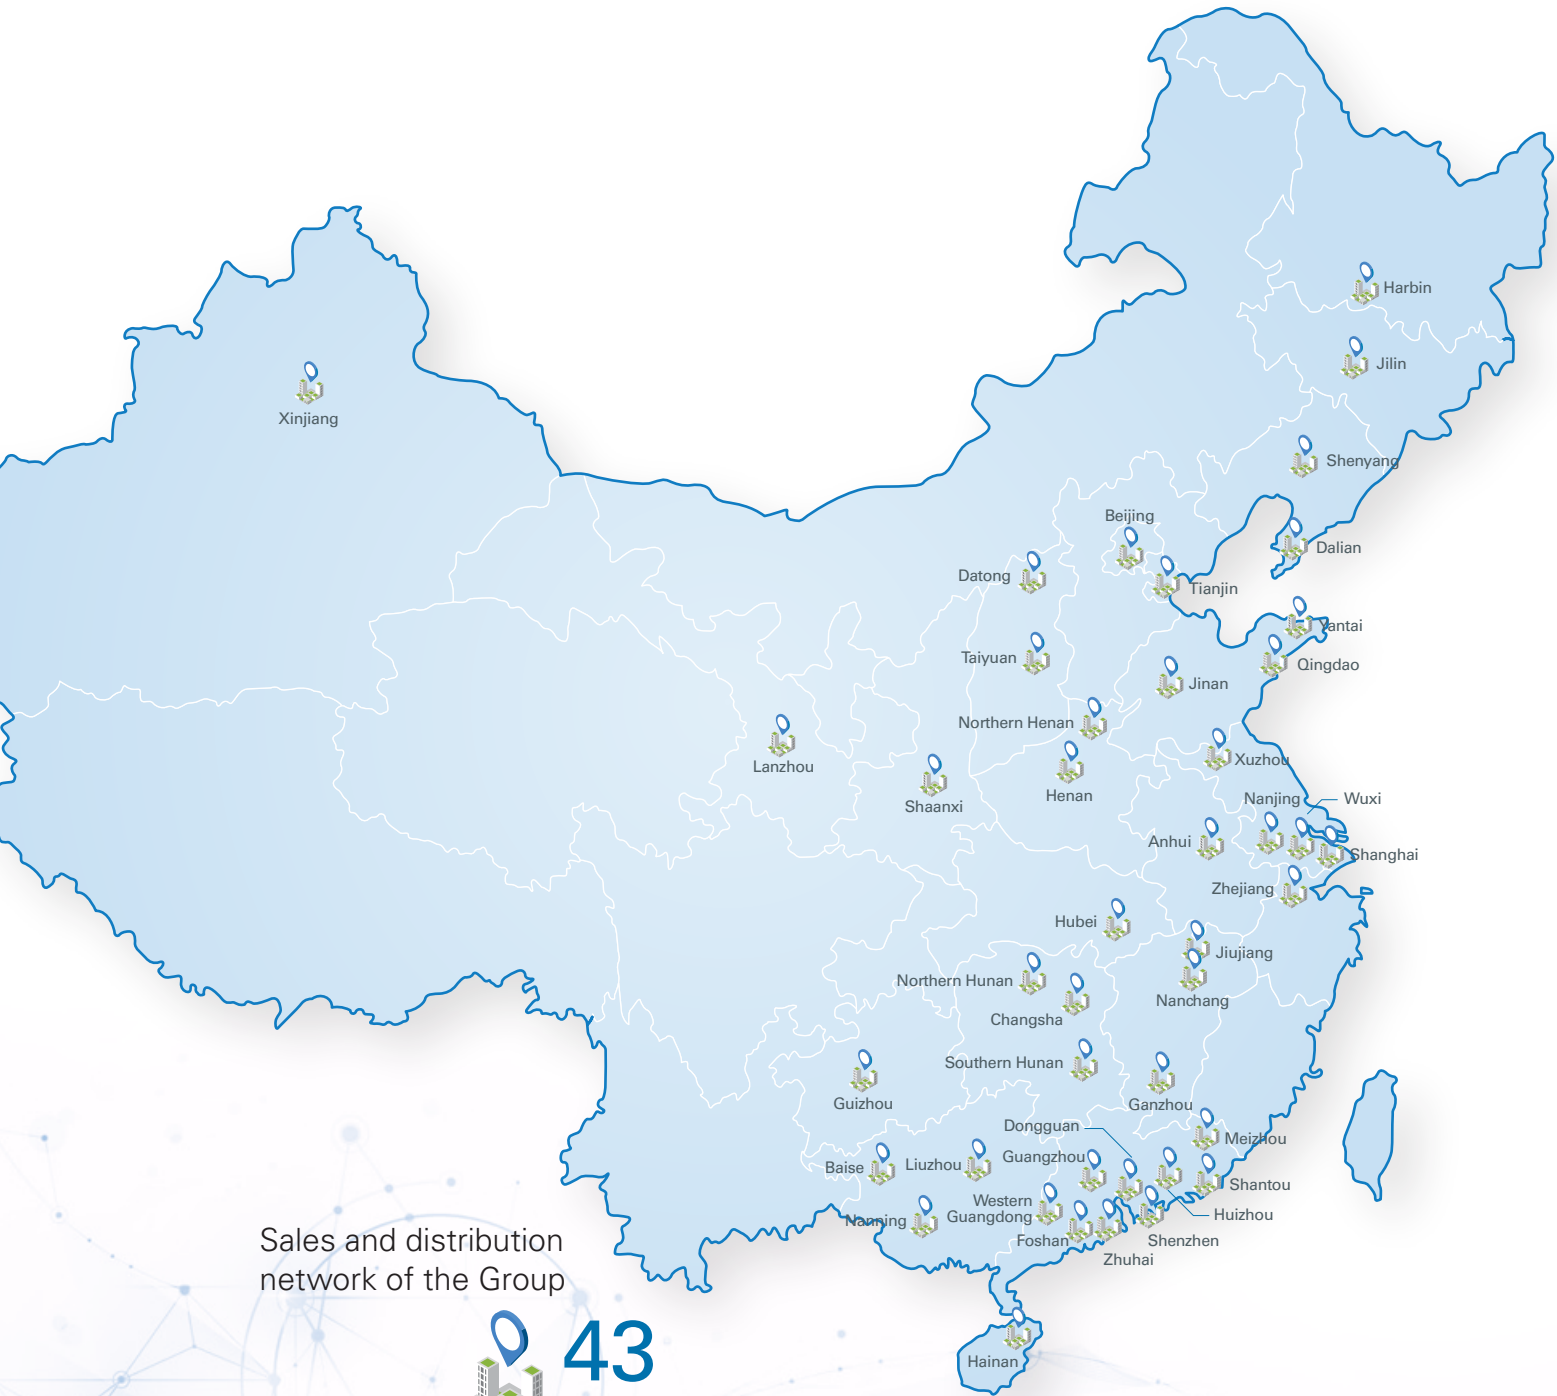 Harbin
Jilin
Xinjiang
Shenyang
Beijing
Dalian
Datong
Tianjin
Yantai
Taiyuan
Qingdao
Jinan
Northern Henan
Lanzhou
Xuzhou
Shaanxi
Henan
Nanjing
Wuxi
Anhui
Shanghai
Zhejiang
Hubei
Jiujiang
Northern Hunan
Nanchang
Changsha
Southern Hunan
Guizhou
Ganzhou
Dongguan
Meizhou
Guangzhou
Baise
Liuzhou
Shantou
Western
Guangdong
Huizhou
Nanning
Foshan
Shenzhen
Zhuhai
Sales and distribution
network of the Group
43
Hainan